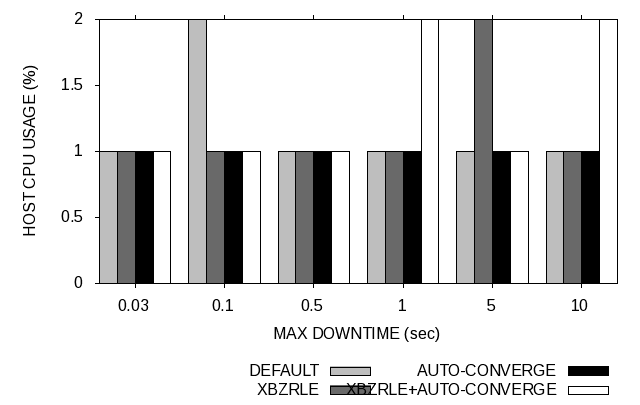 2
1.5
1
0.5
0
HOST CPU USAGE (%)
0.03 0.1 0.5 1 5 10
MAX DOWNTIME (sec)
DEFAULT AUTO-CONVERGE
XBZRLE XBZRLE+AUTO-CONVERGE